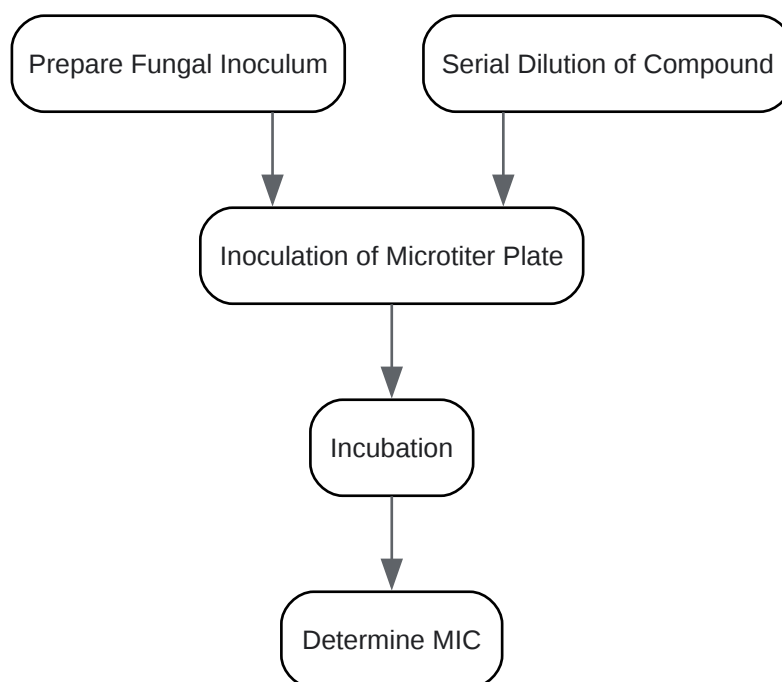 Prepare Fungal Inoculum
Serial Dilution of Compound
Inoculation of Microtiter Plate
Incubation
Determine MIC